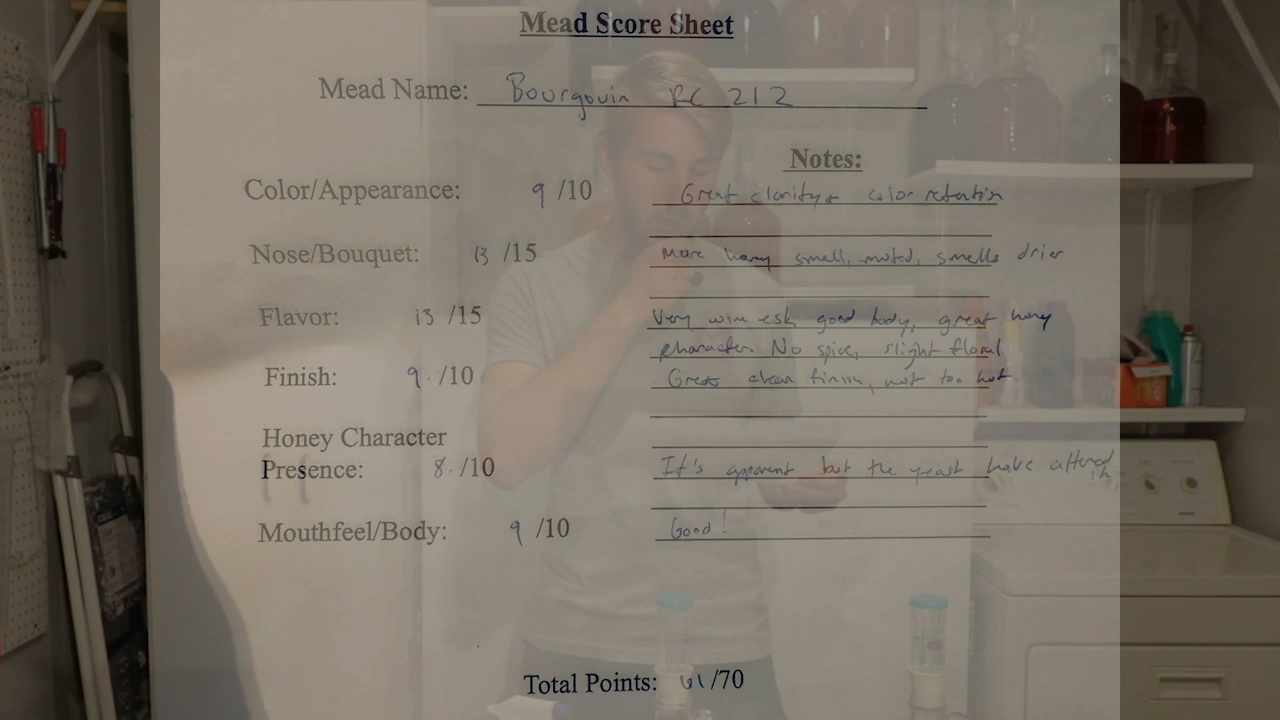 Mead Score Sheet
Mead Name: Bourgovin RC 212
Notes:
Color/Appearance: 9 /10 Great clarity + color retention
Nose/Bouquet: 13 /15 More honey smell, muted, smells drier
Flavor: 13 /15 Very wine esk, good body, great honey
character. No spice, slight floral
Finish: 9. /10 Great clean finish, not too hot
Honey Character
Presence: 8. /10 It's apparent but the yeast have altered
it
Mouthfeel/Body: 9 /10 Good!
Total Points: 61 /70